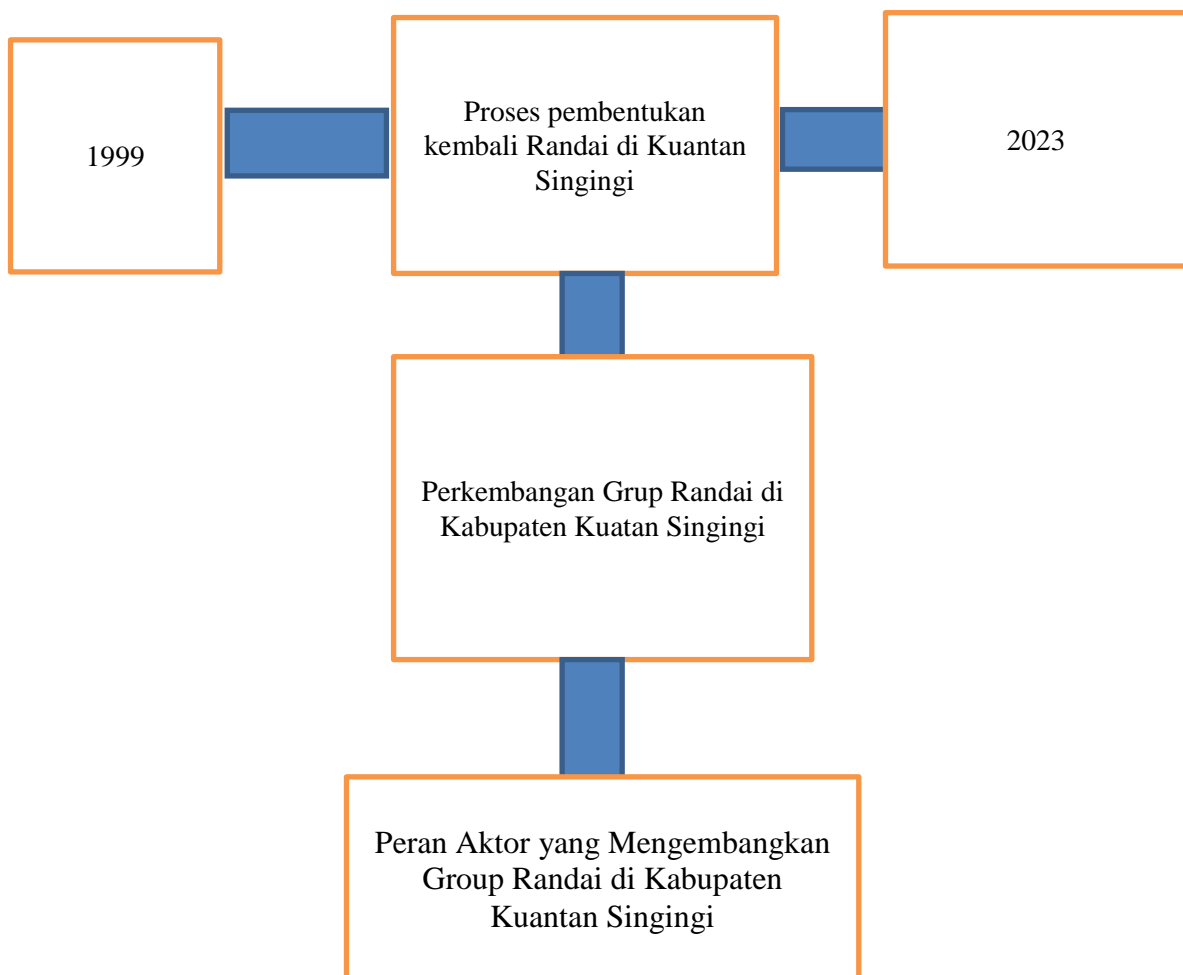 1999
Proses pembentukan
kembali Randai di Kuantan
Singingi
2023
Perkembangan Grup Randai di
Kabupaten Kuatan Singingi
Peran Aktor yang Mengembangkan
Group Randai di Kabupaten
Kuantan Singingi